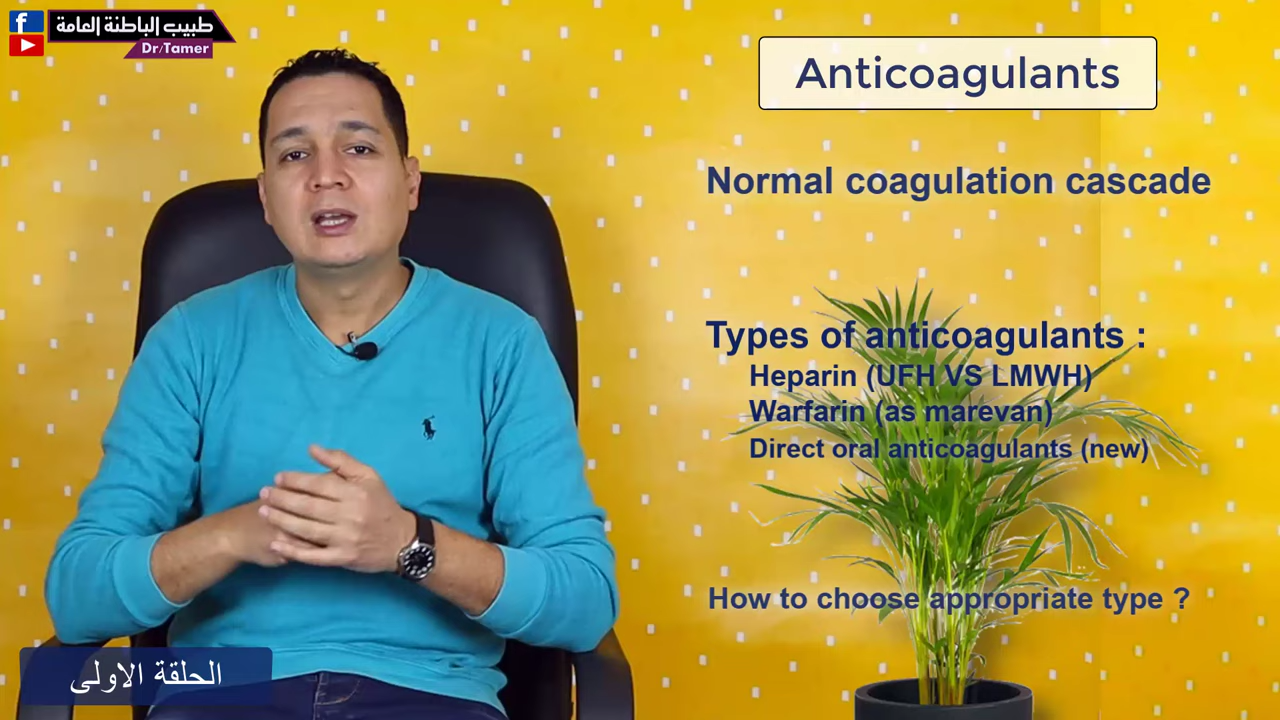 f
طبيب الباطنة العامة
Dr/Tamer
Anticoagulants
Normal coagulation cascade
Types of anticoagulants :
Heparin (UFH VS LMWH)
Warfarin (as marevan)
Direct oral anticoagulants (new)
How to choose appropriate type ?
الحلقة الاولى